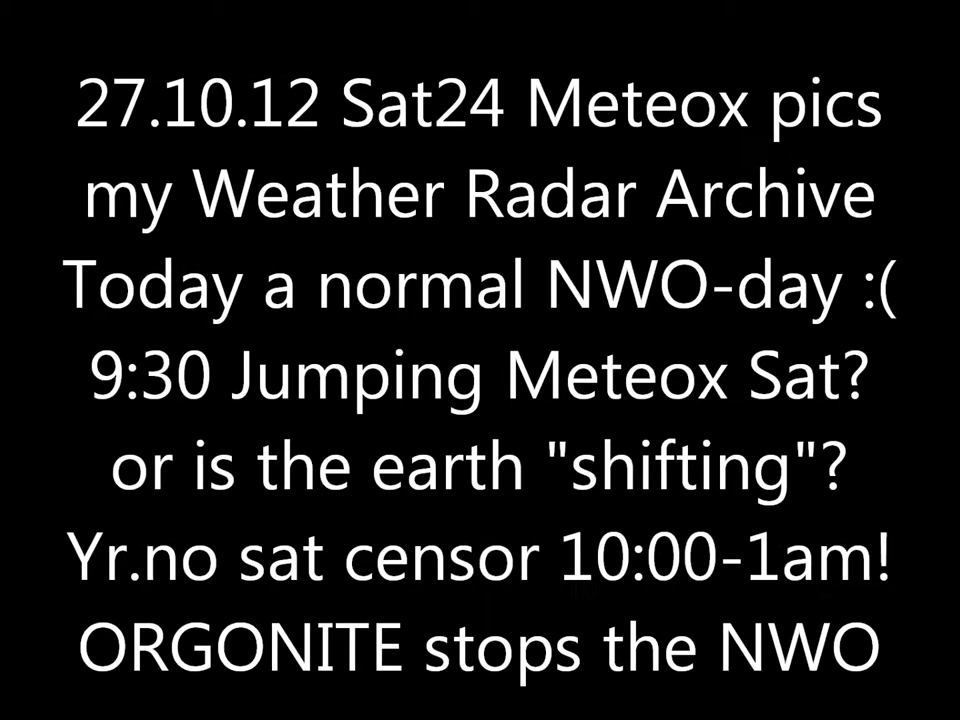 27.10.12 Sat24 Meteox pics
my Weather Radar Archive
Today a normal NWO-day :(
9:30 Jumping Meteox Sat?
or is the earth "shifting"?
Yr.no sat censor 10:00-1am!
ORGONITE stops the NWO